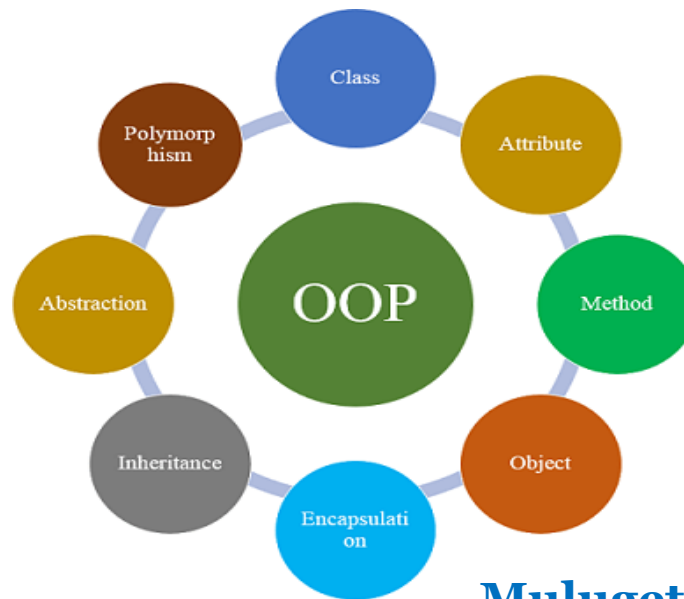 Class
Polymorp
hism
Attribute
Abstraction
OOP
Method
Inheritance
Object
Encapsulati
on